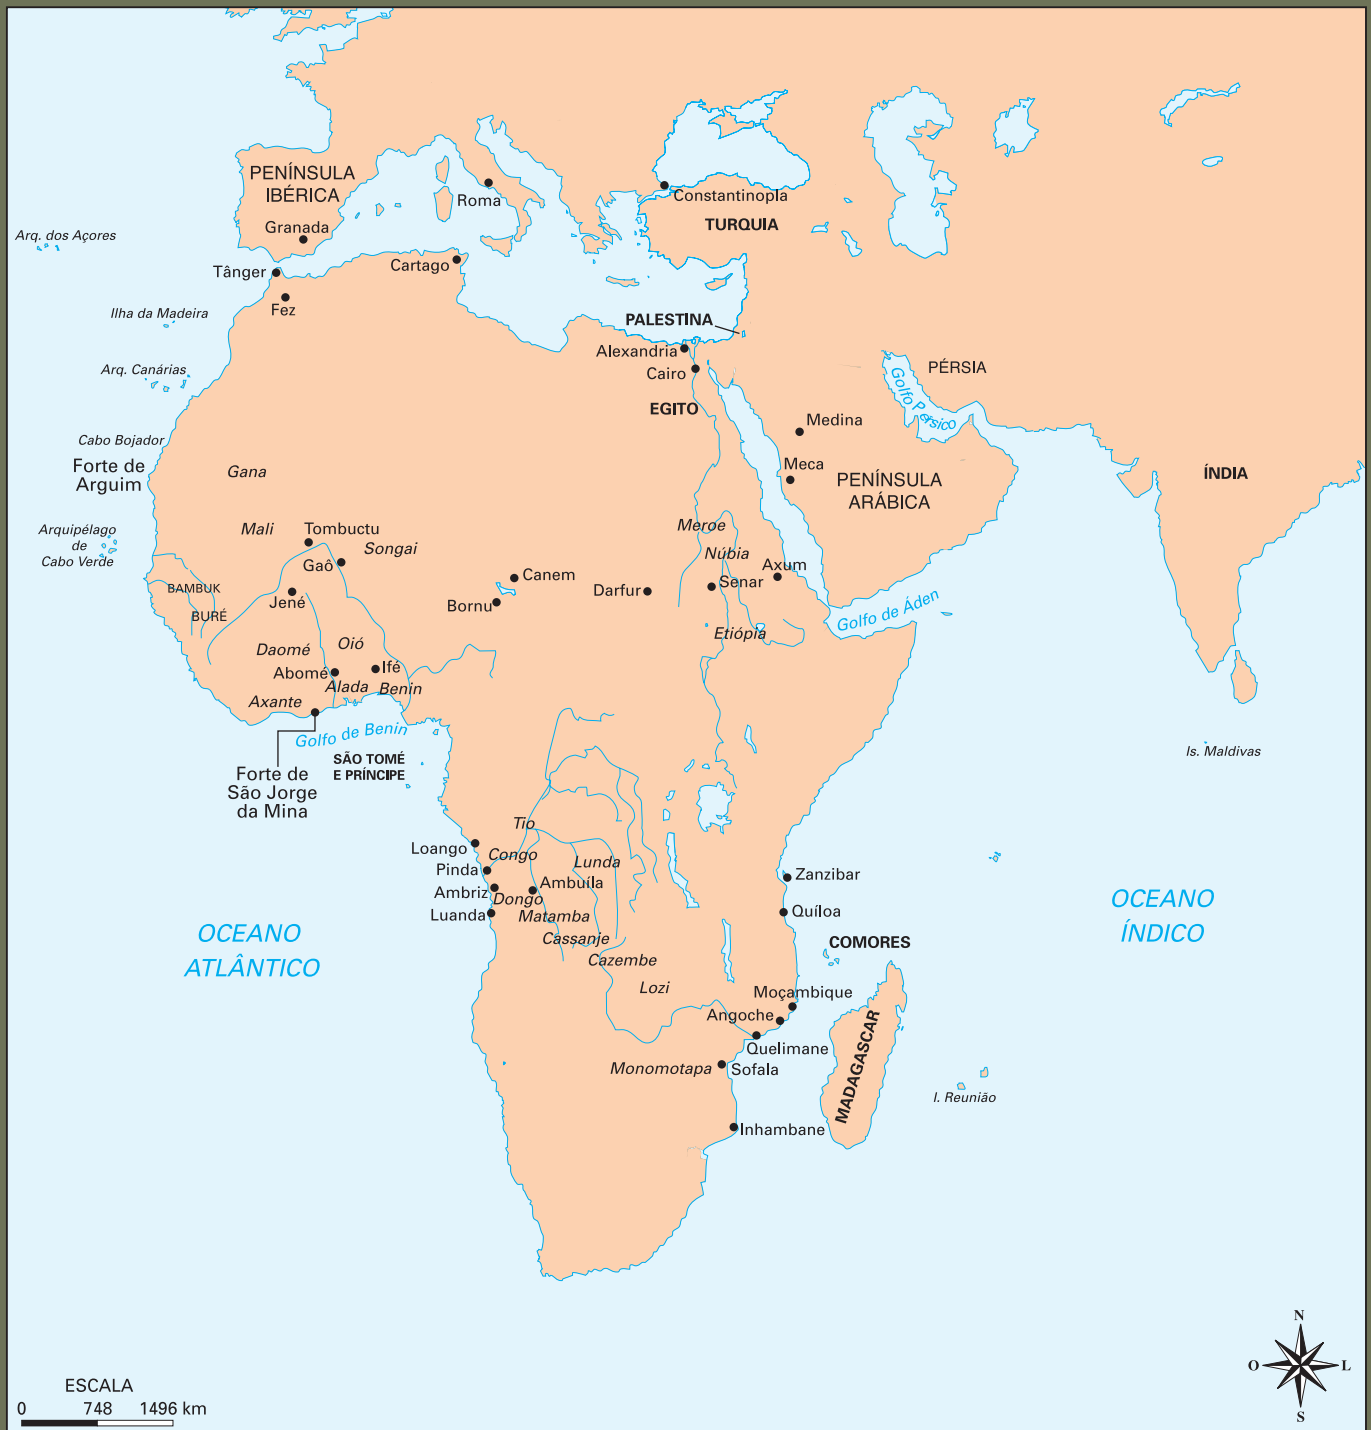 PENÍNSULA
IBÉRICA
Granada
Roma
Constantinopla
TURQUIA
Arq. dos Açores
Tânger
Cartago
Fez
Ilha da Madeira
PALESTINA
Alexandria
Cairo
Arq. Canárias
PÉRSIA
Golfo Pérsico
EGITO
Medina
Cabo Bojador
Forte de
Arguim
Gana
Meca
PENÍNSULA
ARÁBICA
ÍNDIA
Mali
Tombuctu
Songai
Gaô
Arquipélago
de
Cabo Verde
Meroe
Núbia
Axum
Canem
Darfur
Senar
BAMBUK
BURÉ
Jené
Bornu
Golfo de Áden
Etiópia
Daomé
Oió
Abomé
Ifé
Alada
Benin
Axante
Golfo de Benin
SÃO TOMÉ
E PRÍNCIPE
Is. Maldivas
Forte de
São Jorge
da Mina
Tio
Loango
Congo
Lunda
Pinda
Ambuíla
Zanzibar
Ambriz
Dongo
Luanda
Matamba
Quíloa
OCEANO
ÍNDICO
OCEANO
ATLÂNTICO
Cassanje
COMORES
Cazembe
Lozi
Moçambique
Angoche
Quelimane
MADAGASCAR
Monomotapa
Sofala
I. Reunião
Inhambane
N
O
L
S
ESCALA
0 748 1496 km